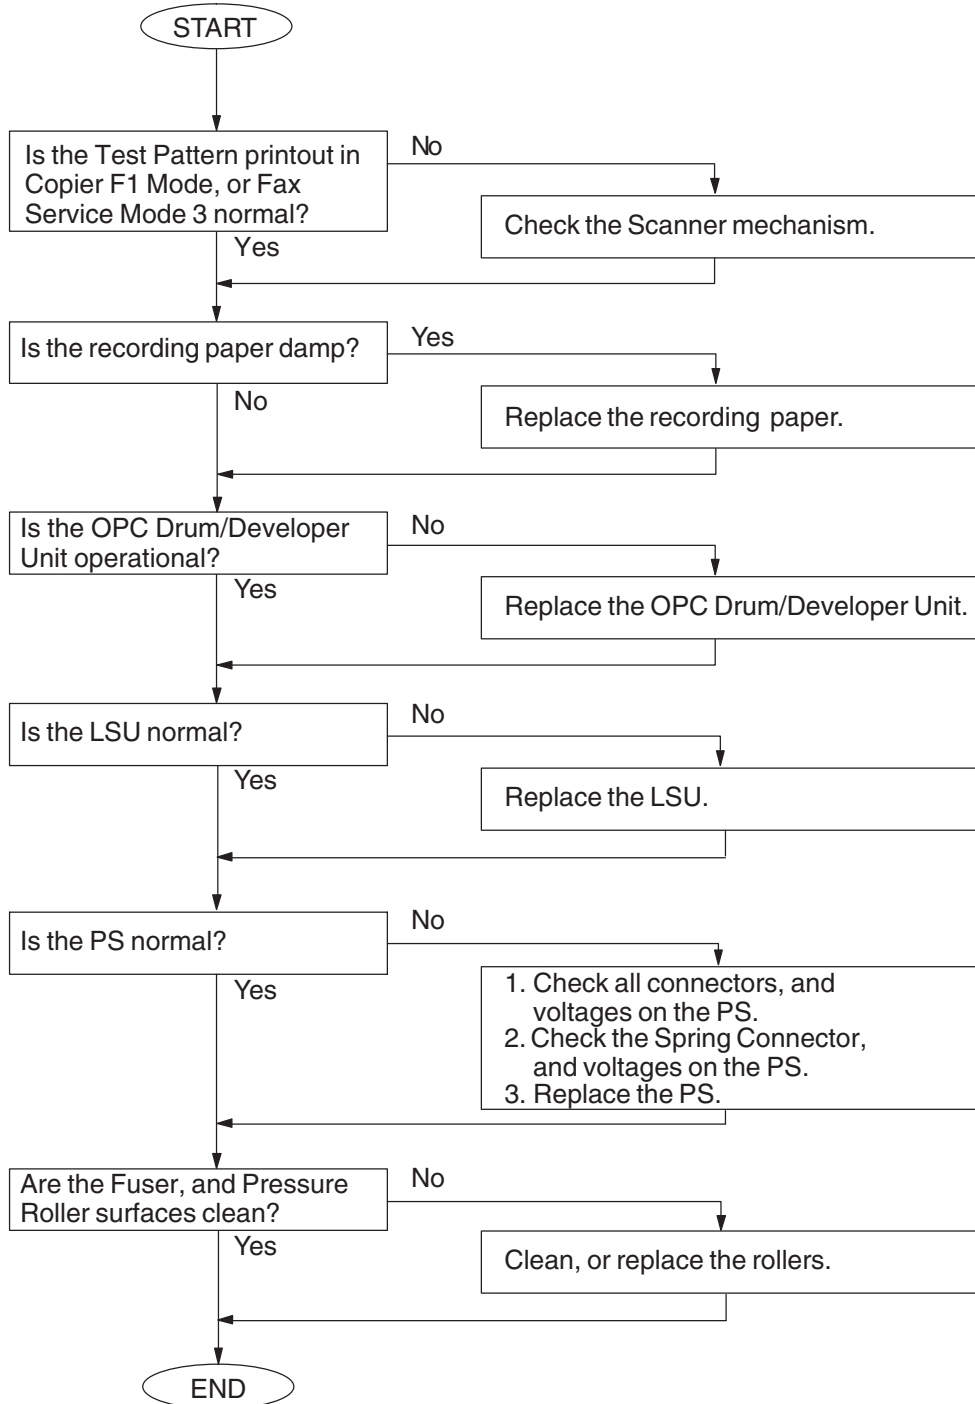 START
Is the Test Pattern printout in
Copier F1 Mode, or Fax
Service Mode 3 normal?
No
Check the Scanner mechanism.
Yes
Is the recording paper damp?
Yes
Replace the recording paper.
No
Is the OPC Drum/Developer
Unit operational?
No
Replace the OPC Drum/Developer Unit.
Yes
Is the LSU normal?
No
Replace the LSU.
Yes
Is the PS normal?
No
1. Check all connectors, and
voltages on the PS.
2. Check the Spring Connector,
and voltages on the PS.
3. Replace the PS.
Yes
Are the Fuser, and Pressure
Roller surfaces clean?
No
Clean, or replace the rollers.
Yes
END